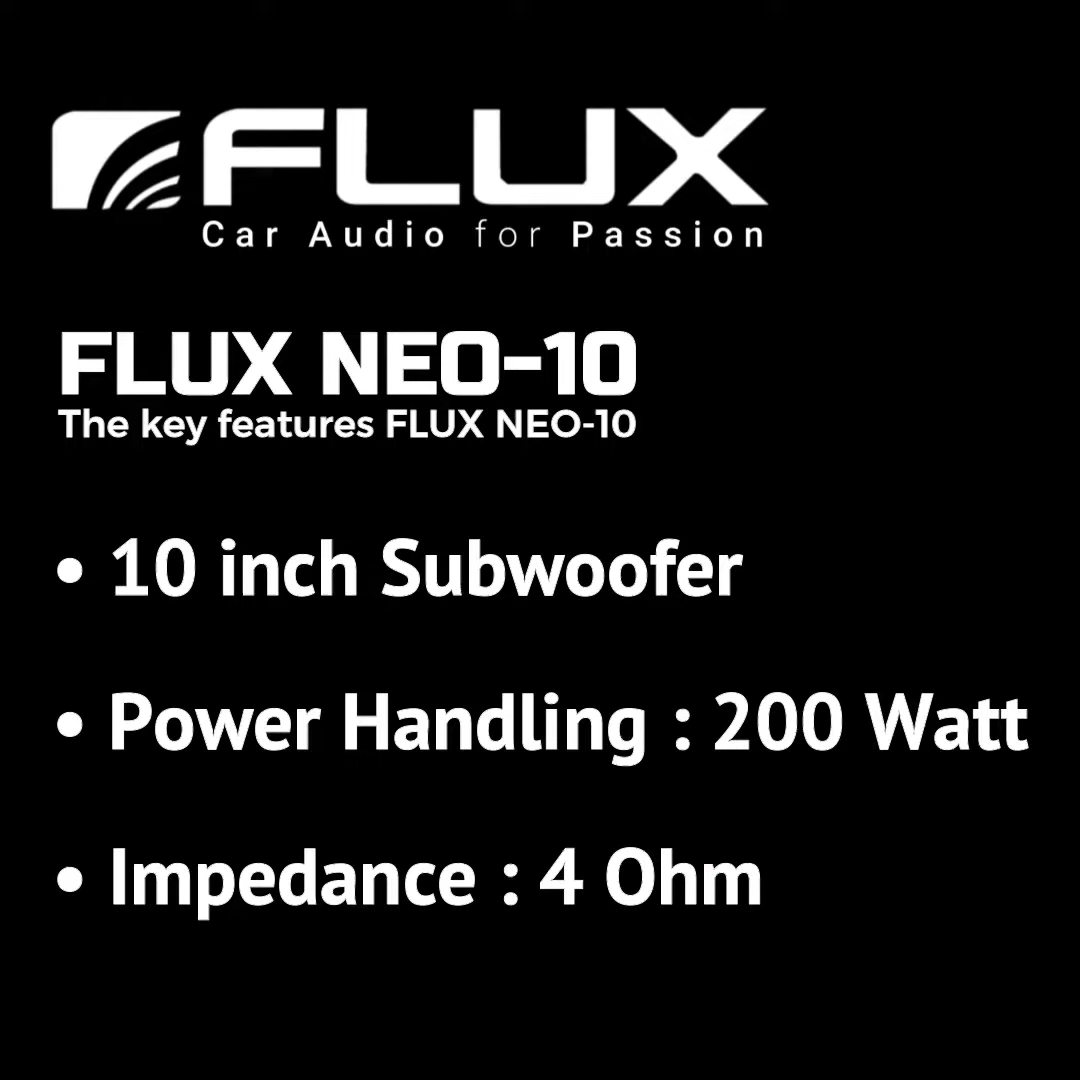 FLUX
Car Audio for Passion
FLUX NEO-10
The key features FLUX NEO-10
• 10 inch Subwoofer
• Power Handling : 200 Watt
• Impedance : 4 Ohm